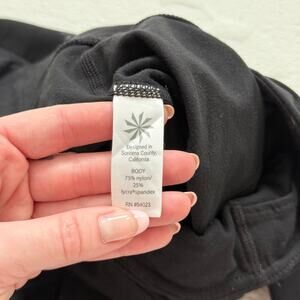 Designed in
Sonoma County,
California
BODY
75% nylon/
25%
lycra®spandex
RN #54023